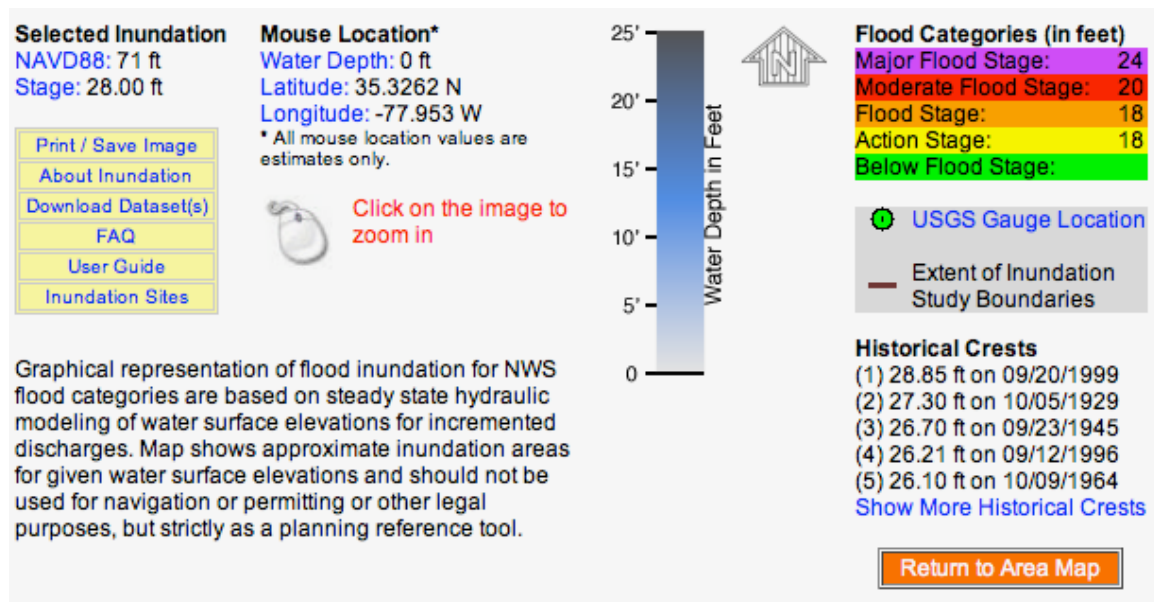 Selected Inundation
NAVD88: 71 ft
Stage: 28.00 ft
Print / Save Image
About Inundation
Download Dataset(s)
FAQ
User Guide
Inundation Sites
Mouse Location*
Water Depth: 0 ft
Latitude: 35.3262 N
Longitude: -77.953 W
* All mouse location values are
estimates only.
Click on the image to
zoom in
Graphical representation of flood inundation for NWS
flood categories are based on steady state hydraulic
modeling of water surface elevations for incremented
discharges. Map shows approximate inundation areas
for given water surface elevations and should not be
used for navigation or permitting or other legal
purposes, but strictly as a planning reference tool.
25'
20'
15'
10'
5'
0
Water Depth in Feet
N
Flood Categories (in feet)
Major Flood Stage: 24
Moderate Flood Stage: 20
Flood Stage: 18
Action Stage: 18
Below Flood Stage:
USGS Gauge Location
Extent of Inundation
Study Boundaries
Historical Crests
(1) 28.85 ft on 09/20/1999
(2) 27.30 ft on 10/05/1929
(3) 26.70 ft on 09/23/1945
(4) 26.21 ft on 09/12/1996
(5) 26.10 ft on 10/09/1964
Show More Historical Crests
Return to Area Map